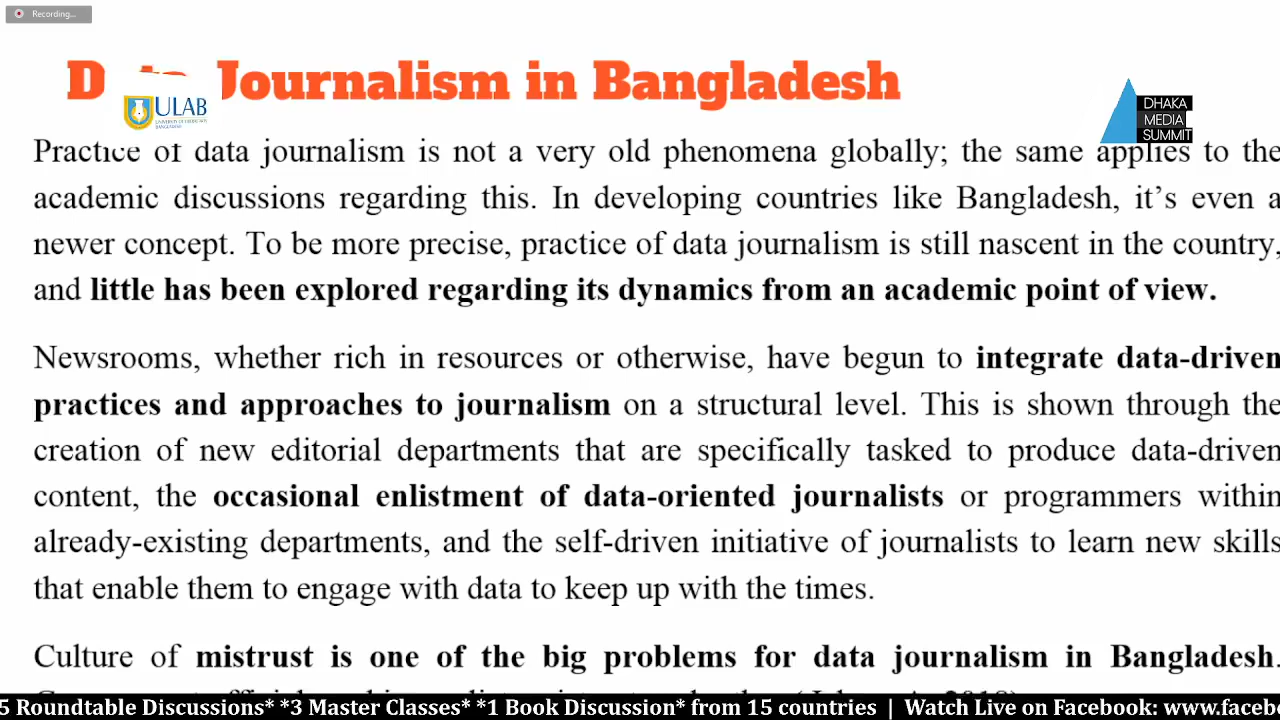 Recording...
Data Journalism in Bangladesh
ULAB
DHAKA
MEDIA
SUMMIT
Practice of data journalism is not a very old phenomena globally; the same applies to the
academic discussions regarding this. In developing countries like Bangladesh, it's even a
newer concept. To be more precise, practice of data journalism is still nascent in the country,
and little has been explored regarding its dynamics from an academic point of view.
Newsrooms, whether rich in resources or otherwise, have begun to integrate data-driven
practices and approaches to journalism on a structural level. This is shown through the
creation of new editorial departments that are specifically tasked to produce data-driven
content, the occasional enlistment of data-oriented journalists or programmers within
already-existing departments, and the self-driven initiative of journalists to learn new skills
that enable them to engage with data to keep up with the times.
Culture of mistrust is one of the big problems for data journalism in Bangladesh.
5 Roundtable Discussions* *3 Master Classes* *1 Book Discussion* from 15 countries | Watch Live on Facebook: www.facebo